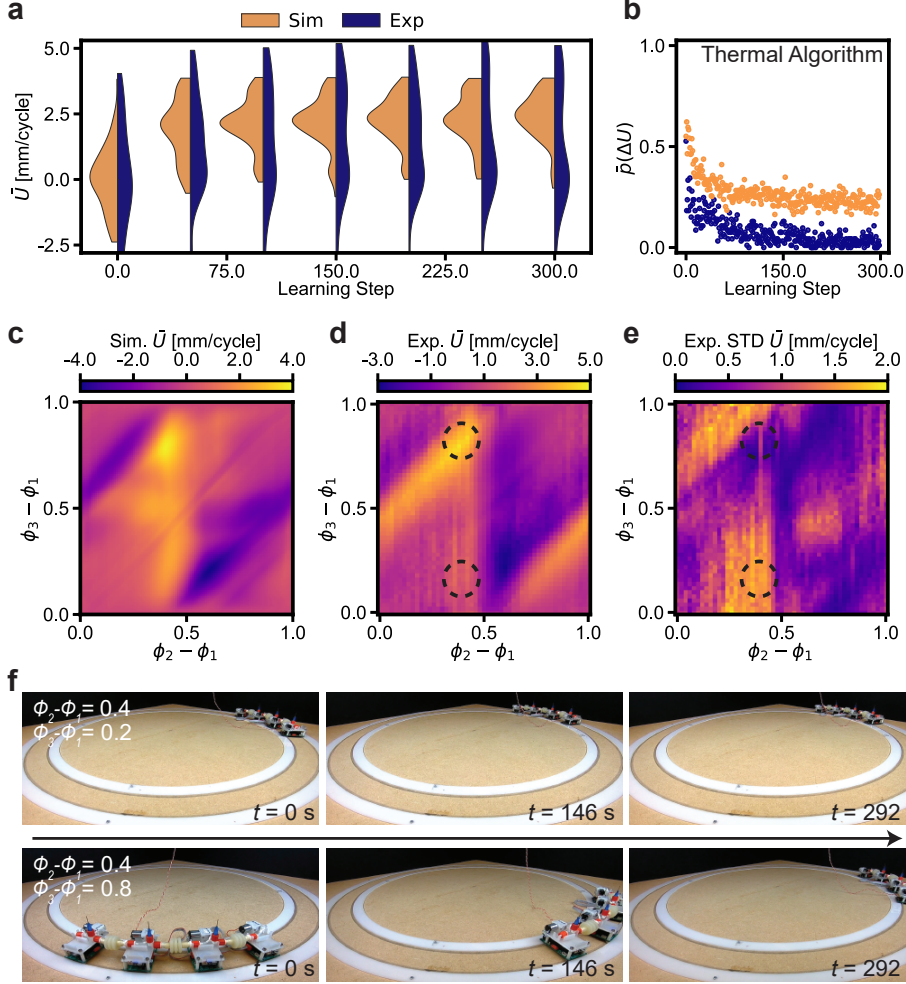 a
Sim Exp
Ū [mm/cycle]
5.0
2.5
0.0
-2.5
0.0 75.0 150.0 225.0 300.0
Learning Step
b
Thermal Algorithm
p̄(ΔU)
1.0
0.5
0.0
0.0 150.0 300.0
Learning Step
c
Sim. Ū [mm/cycle]
-4.0 -2.0 0.0 2.0 4.0
ϕ3 − ϕ1
1.0
0.5
0.0
0.0 0.5 1.0
ϕ2 − ϕ1
d
Exp. Ū [mm/cycle]
-3.0 -1.0 1.0 3.0 5.0
ϕ3 − ϕ1
1.0
0.5
0.0
0.0 0.5 1.0
ϕ2 − ϕ1
e
Exp. STD Ū [mm/cycle]
0.0 0.5 1.0 1.5 2.0
ϕ3 − ϕ1
1.0
0.5
0.0
0.0 0.5 1.0
ϕ2 − ϕ1
f
Φ2-Φ1= 0.4
Φ3-Φ1= 0.2
t = 0 s
t = 146 s
t = 292
Φ2-Φ1= 0.4
Φ3-Φ1= 0.8
t = 0 s
t = 146 s
t = 292